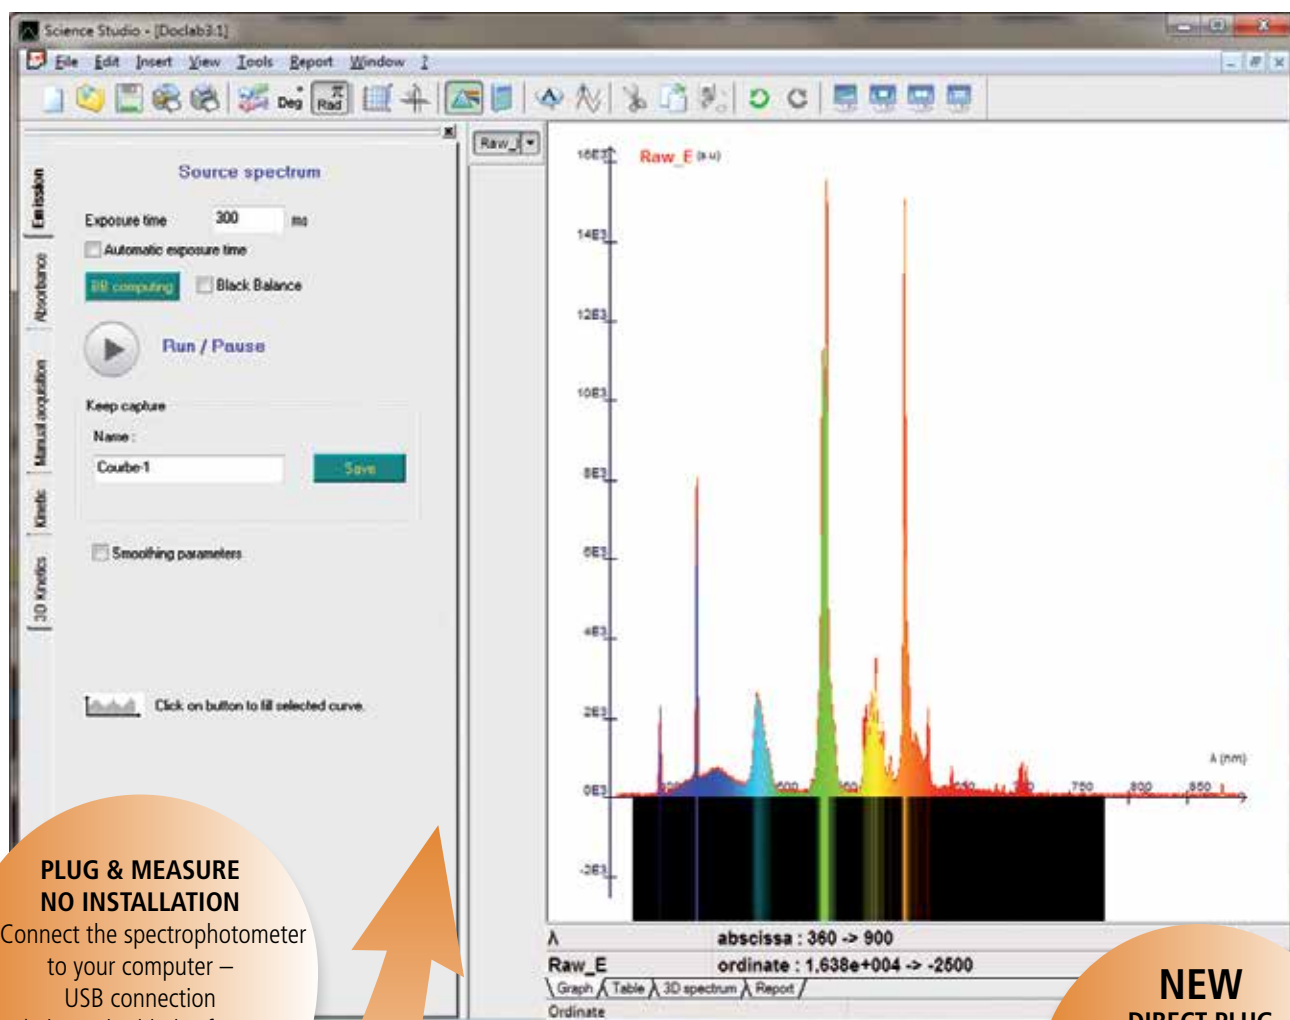 Science Studio - [Doclab3.1]
File Edit Insert View Tools Report Window ?
Deg
π
Rad
Source spectrum
Emission
Absorbance
Manual acquisition
Kinetic
3D Kinetics
Exposure time 300 ms
Automatic exposure time
BB computing Black Balance
Run / Pause
Keep capture
Name :
Courbe-1 Save
Smoothing parameters
Click on button to fill selected curve.
Raw_E (a.u)
16E3
14E3
12E3
10E3
8E3
6E3
4E3
2E3
0E3
-2E3
λ (nm)
750 800 850
λ abscissa : 360 -> 900
Raw_E ordinate : 1,638e+004 -> -2500
Graph Table 3D spectrum Report
Ordinate
PLUG & MEASURE
NO INSTALLATION
Connect the spectrophotometer
to your computer –
USB connection
NEW
DIRECT PLUG